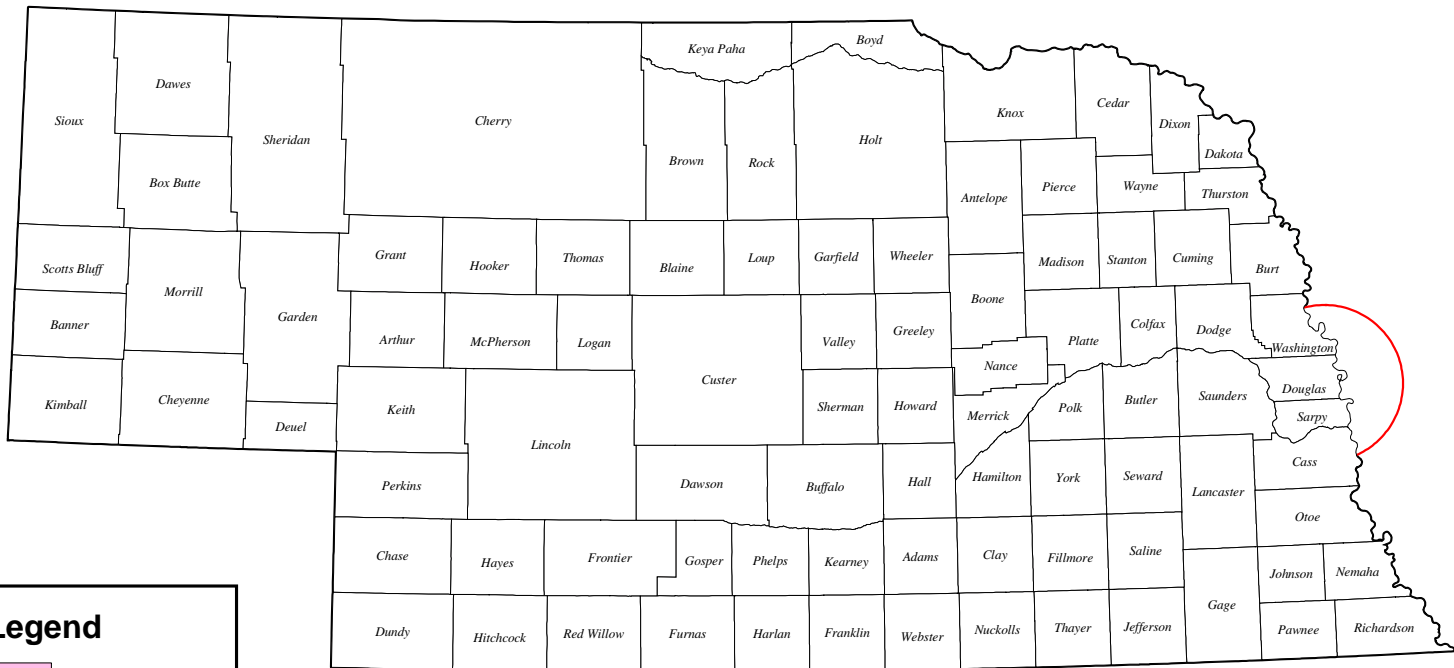 Keya Paha
Boyd
Dawes
Sioux
Cherry
Sheridan
Knox
Cedar
Dixon
Dakota
Holt
Brown
Rock
Box Butte
Antelope
Pierce
Wayne
Thurston
Scotts Bluff
Morrill
Grant
Hooker
Thomas
Blaine
Loup
Garfield
Wheeler
Madison
Stanton
Cuming
Burt
Banner
Garden
Arthur
McPherson
Logan
Valley
Greeley
Boone
Platte
Colfax
Dodge
Washington
Nance
Custer
Kimball
Cheyenne
Deuel
Keith
Lincoln
Sherman
Howard
Merrick
Polk
Butler
Saunders
Douglas
Sarpy
Perkins
Dawson
Buffalo
Hall
Hamilton
York
Seward
Lancaster
Cass
Otoe
Chase
Hayes
Frontier
Gosper
Phelps
Kearney
Adams
Clay
Fillmore
Saline
Johnson
Nemaha
Dundy
Hitchcock
Red Willow
Furnas
Harlan
Franklin
Webster
Nuckolls
Thayer
Jefferson
Gage
Pawnee
Richardson
Legend